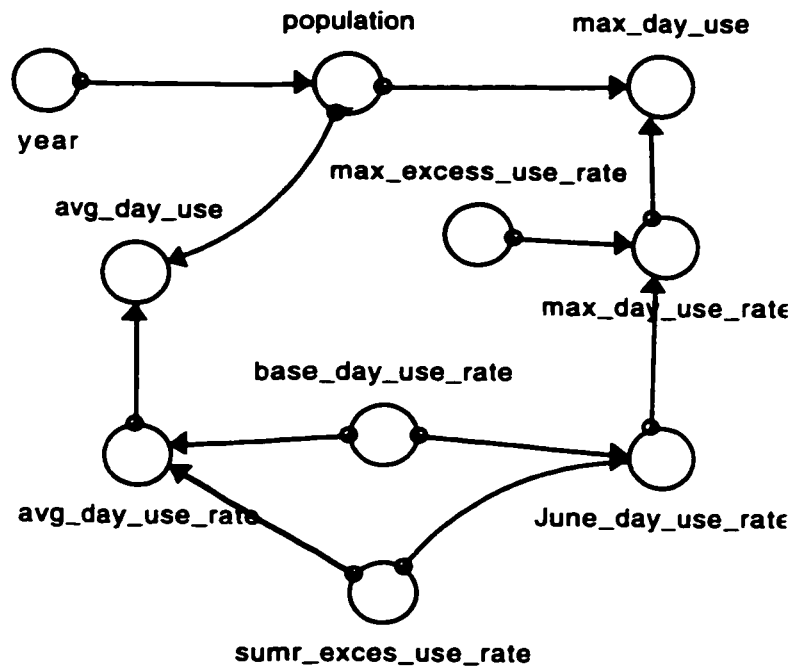 population
max_day_use
year
max_excess_use_rate
avg_day_use
max_day_use_rate
base_day_use_rate
avg_day_use_rate
June_day_use_rate
sumr_exces_use_rate